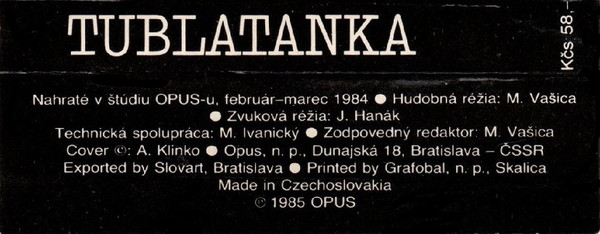 TUBLATANKA
Kčs 58,–
Nahraté v štúdiu OPUS-u, február–marec 1984 ● Hudobná réžia: M. Vašica
● Zvuková réžia: J. Hanák
Technická spolupráca: M. Ivanický ● Zodpovedný redaktor: M. Vašica
Cover ©: A. Klinko ● Opus, n. p., Dunajská 18, Bratislava – ČSSR
Exported by Slovart, Bratislava ● Printed by Grafobal, n. p., Skalica
Made in Czechoslovakia
℗ 1985 OPUS